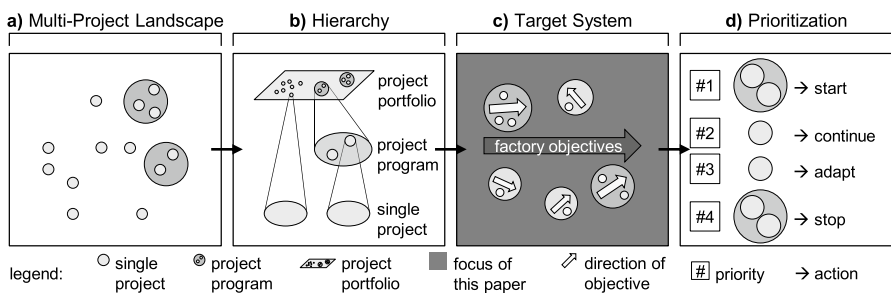 a) Multi-Project Landscape
b) Hierarchy
c) Target System
d) Prioritization
project
portfolio
project
program
single
project
factory objectives
#1
start
#2
continue
#3
adapt
#4
stop
legend:
single
project
project
program
project
portfolio
focus of
this paper
direction of
objective
# priority
action